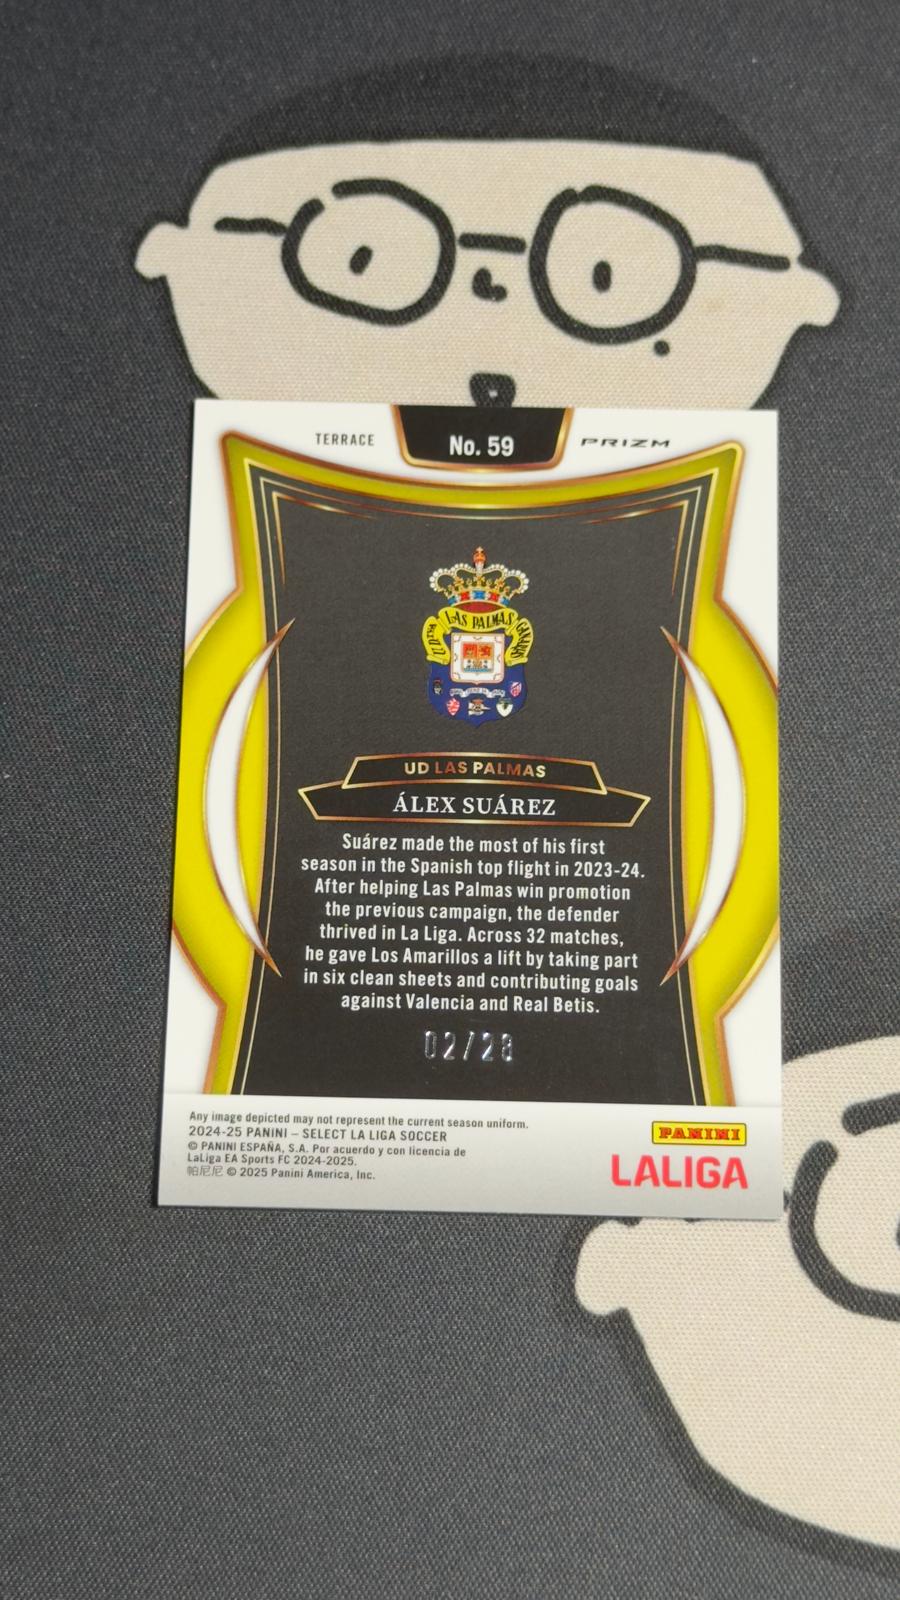 TERRACE
No. 59
PRIZM
LAS PALMAS
UD LAS PALMAS
ÁLEX SUÁREZ
Suárez made the most of his first
season in the Spanish top flight in 2023-24.
After helping Las Palmas win promotion
the previous campaign, the defender
thrived in La Liga. Across 32 matches,
he gave Los Amarillos a lift by taking part
in six clean sheets and contributing goals
against Valencia and Real Betis.
02/28
Any image depicted may not represent the current season uniform.
2024-25 PANINI – SELECT LA LIGA SOCCER
© PANINI ESPAÑA, S.A. Por acuerdo y con licencia de
LaLiga EA Sports FC 2024-2025.
帕尼尼 © 2025 Panini America, Inc.
PANINI
LALIGA